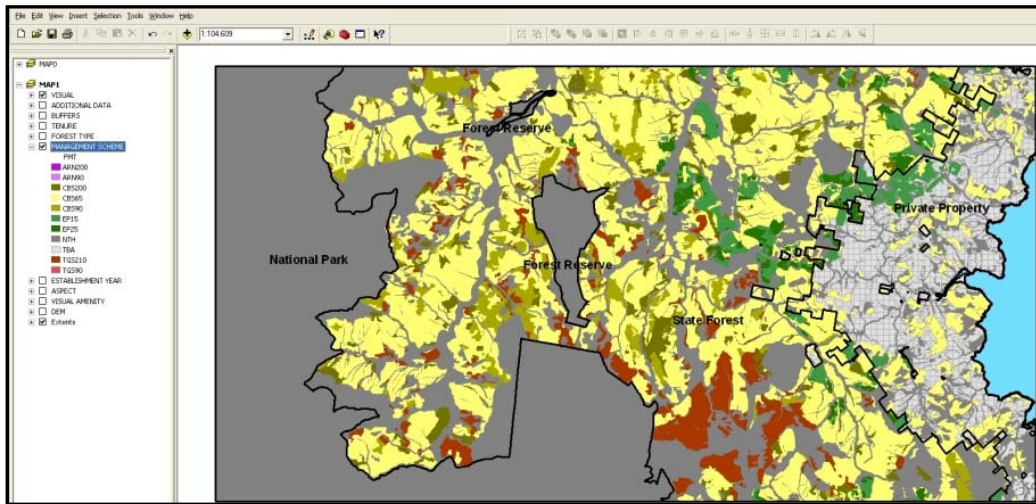 File Edit View Insert Selection Tools Window Help
1:104,609
MAP0
MAP1
VISUAL
ADDITIONAL DATA
BUFFERS
TENURE
FOREST TYPE
MANAGEMENT SCHEME
FMT
ARN200
ARN90
CBS200
CBS65
CBS90
EP15
EP25
NTH
TBA
TGS210
TGS90
ESTABLISHMENT YEAR
ASPECT
VISUAL AMENITY
DEM
Extents
Forest Reserve
Private Property
National Park
Forest Reserve
State Forest